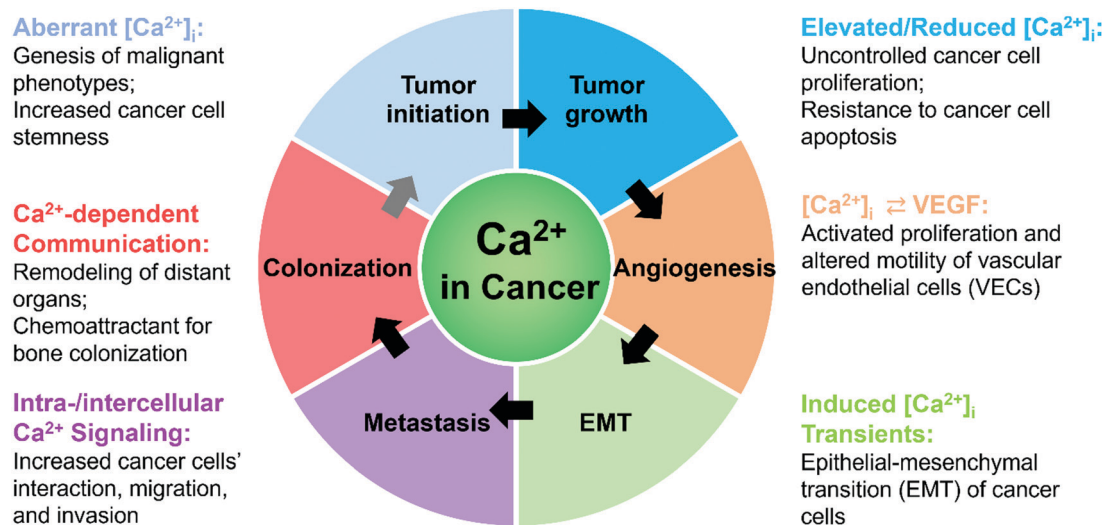 Aberrant [Ca²⁺]ᵢ:
Genesis of malignant
phenotypes;
Increased cancer cell
stemness
Ca²⁺-dependent
Communication:
Remodeling of distant
organs;
Chemoattractant for
bone colonization
Intra-/intercellular
Ca²⁺ Signaling:
Increased cancer cells'
interaction, migration,
and invasion
Tumor
initiation
Tumor
growth
Colonization
Ca²⁺
in Cancer
Angiogenesis
Metastasis
EMT
Elevated/Reduced [Ca²⁺]ᵢ:
Uncontrolled cancer cell
proliferation;
Resistance to cancer cell
apoptosis
[Ca²⁺]ᵢ ⇄ VEGF:
Activated proliferation and
altered motility of vascular
endothelial cells (VECs)
Induced [Ca²⁺]ᵢ
Transients:
Epithelial-mesenchymal
transition (EMT) of cancer
cells